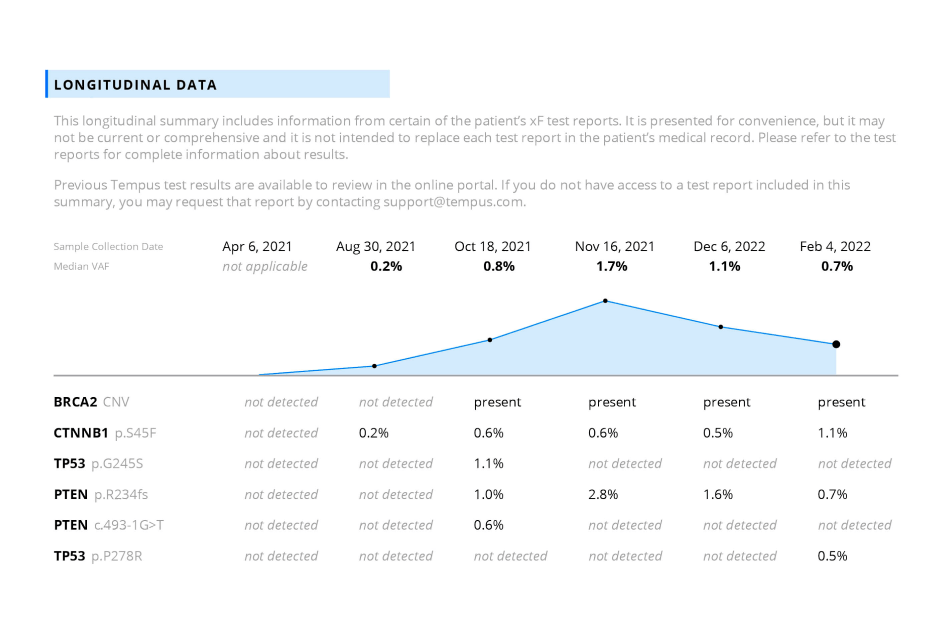 LONGITUDINAL DATA
This longitudinal summary includes information from certain of the patient's xF test reports. It is presented for convenience, but it may
not be current or comprehensive and it is not intended to replace each test report in the patient's medical record. Please refer to the test
reports for complete information about results.
Previous Tempus test results are available to review in the online portal. If you do not have access to a test report included in this
summary, you may request that report by contacting support@tempus.com.
Sample Collection Date Apr 6, 2021 Aug 30, 2021 Oct 18, 2021 Nov 16, 2021 Dec 6, 2022 Feb 4, 2022
Median VAF not applicable 0.2% 0.8% 1.7% 1.1% 0.7%
BRCA2 CNV not detected not detected present present present present
CTNNB1 p.S45F not detected 0.2% 0.6% 0.6% 0.5% 1.1%
TP53 p.G245S not detected not detected 1.1% not detected not detected not detected
PTEN p.R234fs not detected not detected 1.0% 2.8% 1.6% 0.7%
PTEN c.493-1G>T not detected not detected 0.6% not detected not detected not detected
TP53 p.P278R not detected not detected not detected not detected not detected 0.5%